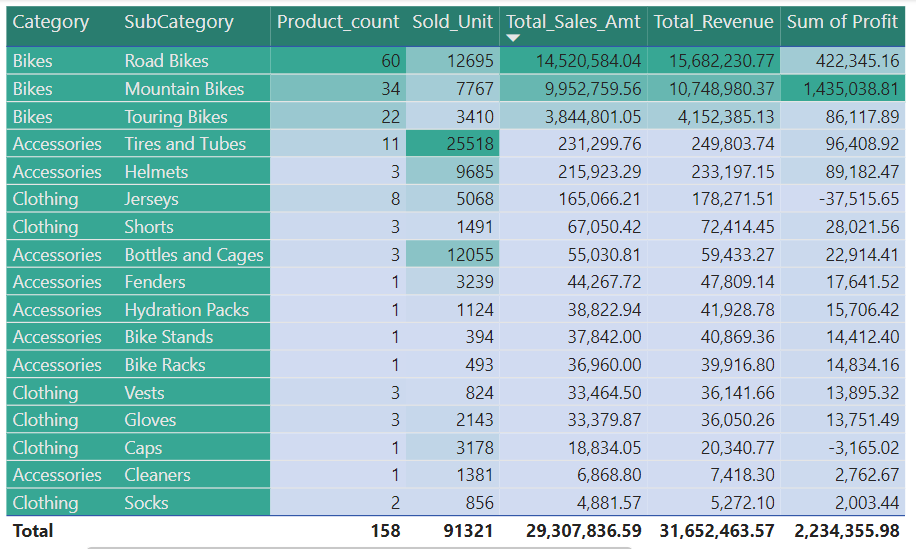 Category SubCategory Product_count Sold_Unit Total_Sales_Amt Total_Revenue Sum of Profit
Bikes Road Bikes 60 12695 14,520,584.04 15,682,230.77 422,345.16
Bikes Mountain Bikes 34 7767 9,952,759.56 10,748,980.37 1,435,038.81
Bikes Touring Bikes 22 3410 3,844,801.05 4,152,385.13 86,117.89
Accessories Tires and Tubes 11 25518 231,299.76 249,803.74 96,408.92
Accessories Helmets 3 9685 215,923.29 233,197.15 89,182.47
Clothing Jerseys 8 5068 165,066.21 178,271.51 -37,515.65
Clothing Shorts 3 1491 67,050.42 72,414.45 28,021.56
Accessories Bottles and Cages 3 12055 55,030.81 59,433.27 22,914.41
Accessories Fenders 1 3239 44,267.72 47,809.14 17,641.52
Accessories Hydration Packs 1 1124 38,822.94 41,928.78 15,706.42
Accessories Bike Stands 1 394 37,842.00 40,869.36 14,412.40
Accessories Bike Racks 1 493 36,960.00 39,916.80 14,834.16
Clothing Vests 3 824 33,464.50 36,141.66 13,895.32
Clothing Gloves 3 2143 33,379.87 36,050.26 13,751.49
Clothing Caps 1 3178 18,834.05 20,340.77 -3,165.02
Accessories Cleaners 1 1381 6,868.80 7,418.30 2,762.67
Clothing Socks 2 856 4,881.57 5,272.10 2,003.44
Total 158 91321 29,307,836.59 31,652,463.57 2,234,355.98